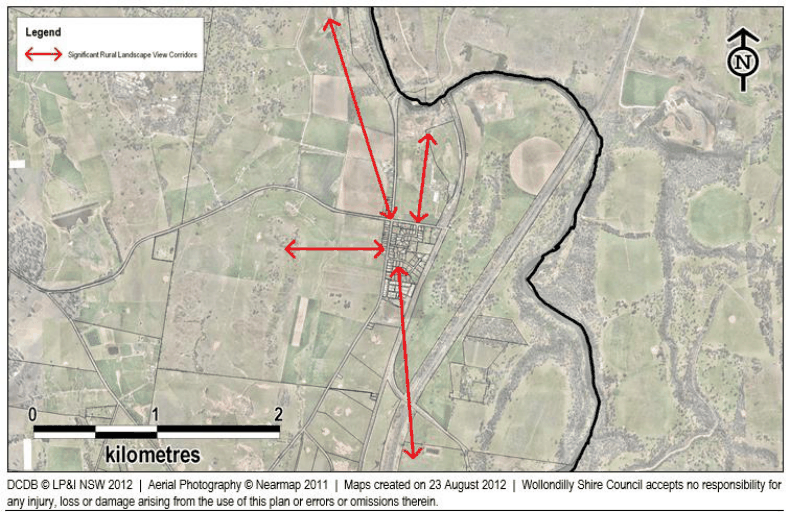 Legend
Significant Rural Landscape View Corridors
N
0 1 2
kilometres
DCDB © LP&I NSW 2012 | Aerial Photography © Nearmap 2011 | Maps created on 23 August 2012 | Wollondilly Shire Council accepts no responsibility for
any injury, loss or damage arising from the use of this plan or errors or omissions therein.